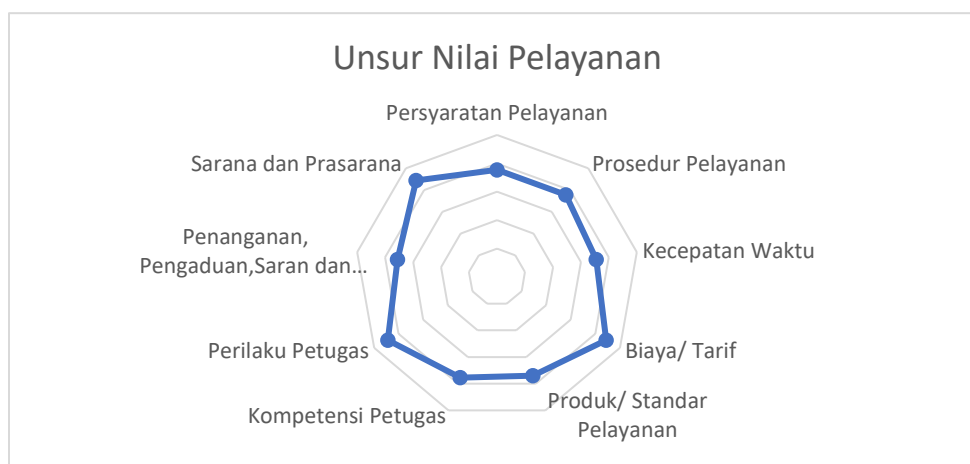 Unsur Nilai Pelayanan
Persyaratan Pelayanan
Prosedur Pelayanan
Kecepatan Waktu
Biaya/ Tarif
Produk/ Standar
Pelayanan
Kompetensi Petugas
Perilaku Petugas
Penanganan,
Pengaduan,Saran dan…
Sarana dan Prasarana